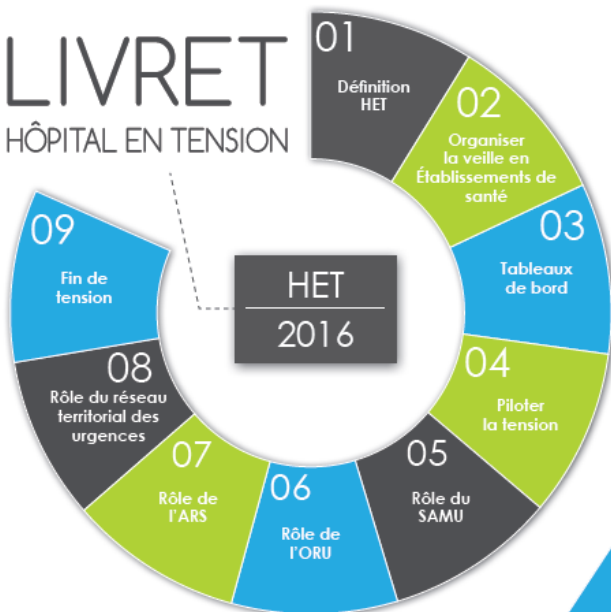 LIVRET
HÔPITAL EN TENSION
01
Définition
HET
02
Organiser
la veille en
Établissements de
santé
03
Tableaux
de bord
04
Piloter
la tension
05
Rôle du
SAMU
06
Rôle de
l'ORU
07
Rôle de
l'ARS
08
Rôle du réseau
territorial des
urgences
09
Fin de
tension
HET
2016